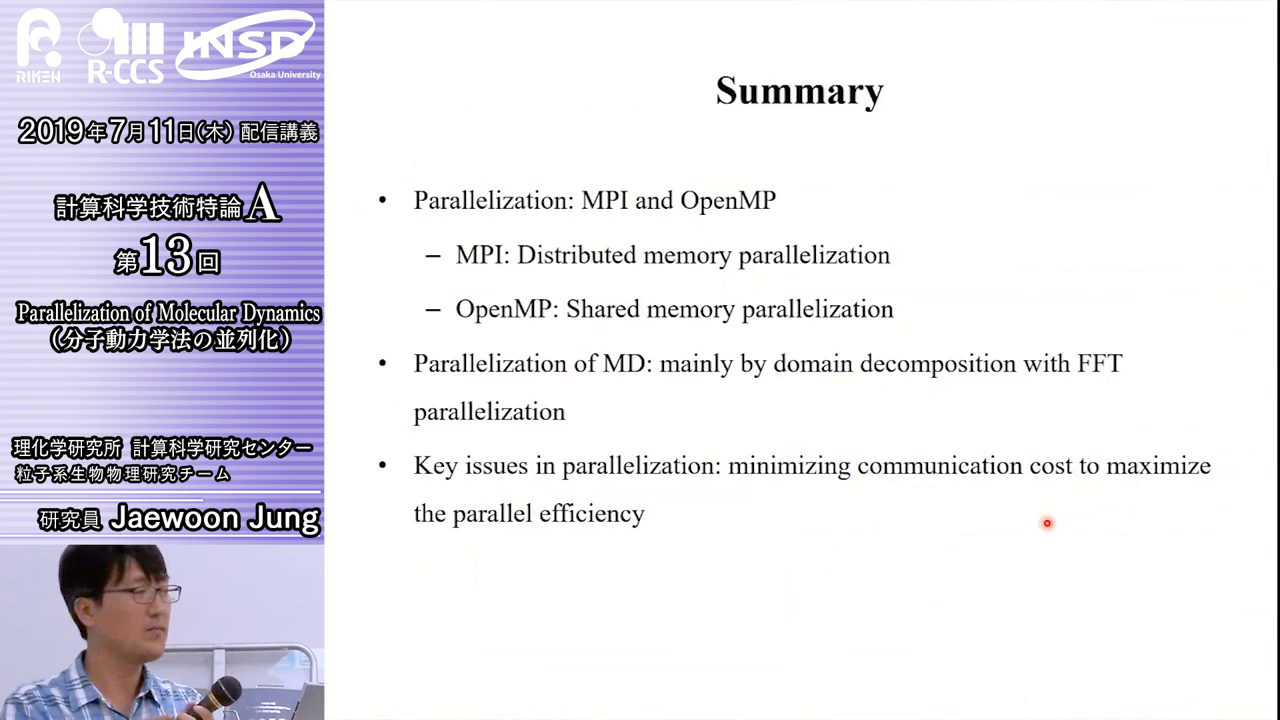 RIKEN
R-CCS
INSD
Osaka University
2019年7月11日(木) 配信講義
計算科学技術特論A
第13回
Parallelization of Molecular Dynamics
(分子動力学法の並列化)
理化学研究所 計算科学研究センター
粒子系生物物理研究チーム
研究員 Jaewoon Jung
Summary
• Parallelization: MPI and OpenMP
– MPI: Distributed memory parallelization
– OpenMP: Shared memory parallelization
• Parallelization of MD: mainly by domain decomposition with FFT
parallelization
• Key issues in parallelization: minimizing communication cost to maximize
the parallel efficiency